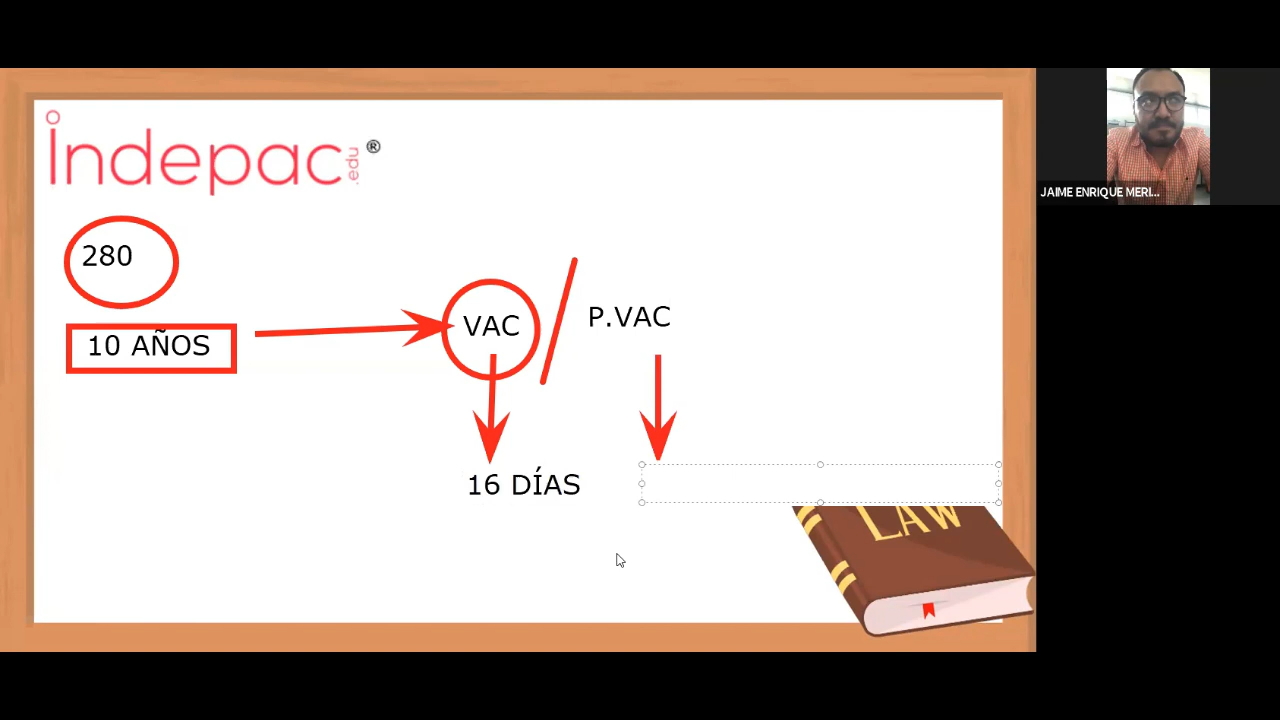 indepac.edu®
280
10 AÑOS
VAC
P.VAC
16 DÍAS
LAW
JAIME ENRIQUE MERI...